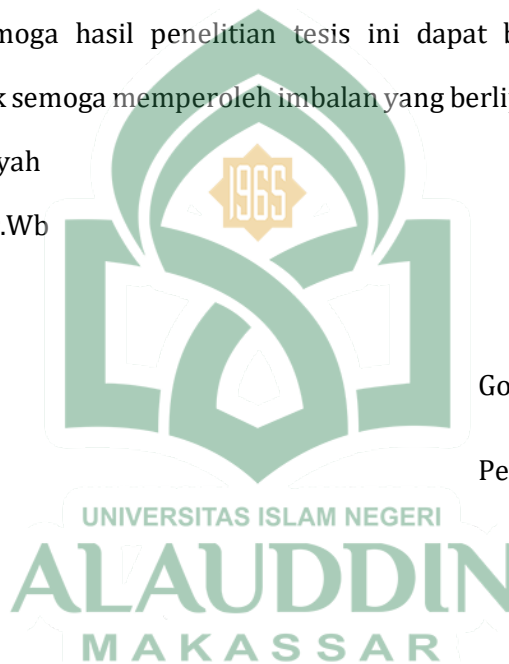 moga hasil penelitian tesis ini dapat b
k semoga memperoleh imbalan yang berli
yah
.Wb
1965
Go
Pe
UNIVERSITAS ISLAM NEGERI
ALAUDDIN
MAKASSAR